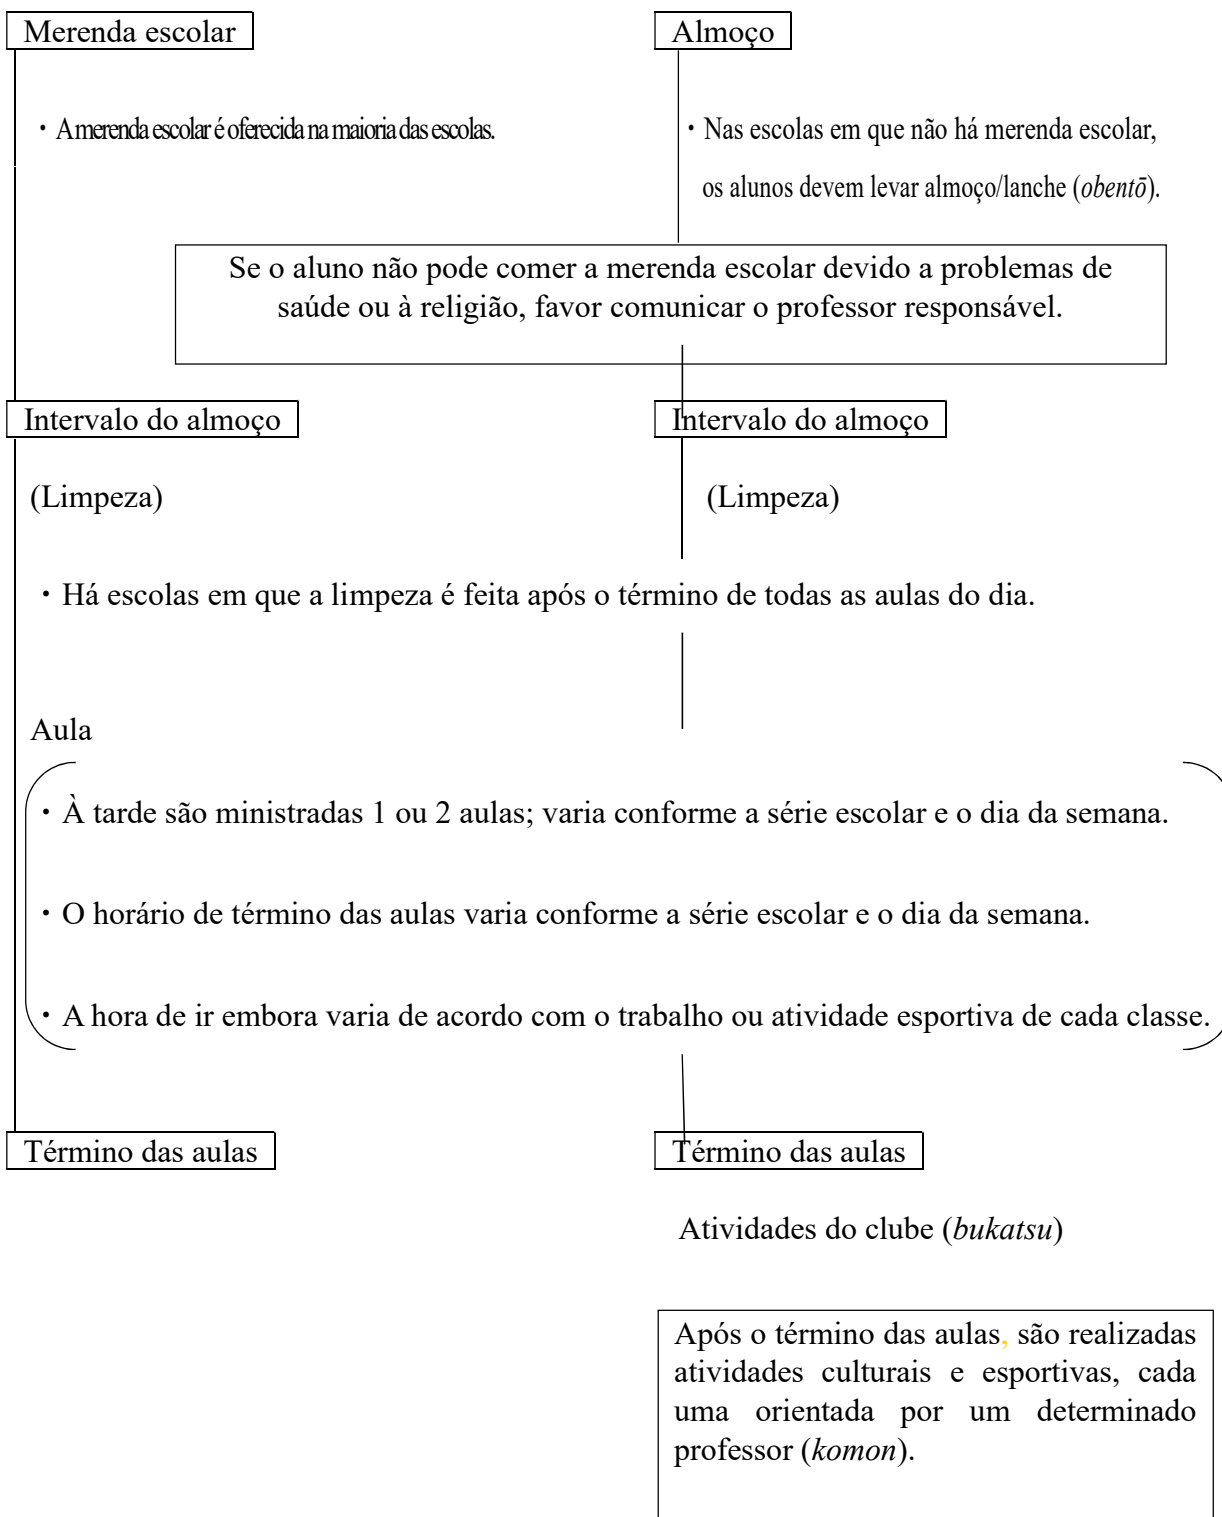 Merenda escolar
Almoço
・A merenda escolar é oferecida na maioria das escolas.
・Nas escolas em que não há merenda escolar,
os alunos devem levar almoço/lanche (obentō).
Se o aluno não pode comer a merenda escolar devido a problemas de
saúde ou à religião, favor comunicar o professor responsável.
Intervalo do almoço
Intervalo do almoço
(Limpeza)
(Limpeza)
・Há escolas em que a limpeza é feita após o término de todas as aulas do dia.
Aula
・À tarde são ministradas 1 ou 2 aulas; varia conforme a série escolar e o dia da semana.
・O horário de término das aulas varia conforme a série escolar e o dia da semana.
・A hora de ir embora varia de acordo com o trabalho ou atividade esportiva de cada classe.
Término das aulas
Término das aulas
Atividades do clube (bukatsu)
Após o término das aulas, são realizadas
atividades culturais e esportivas, cada
uma orientada por um determinado
professor (komon).